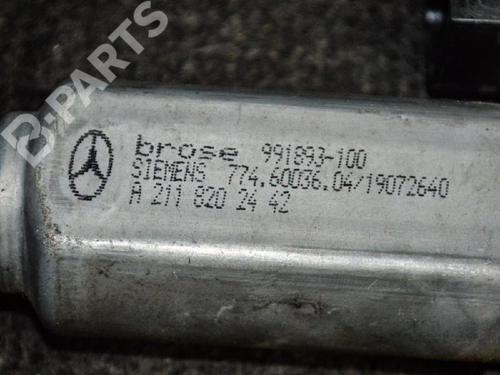 B-PARTS
brose 991893-100
SIEMENS 774.60036.04/19072640
A 211 820 24 42